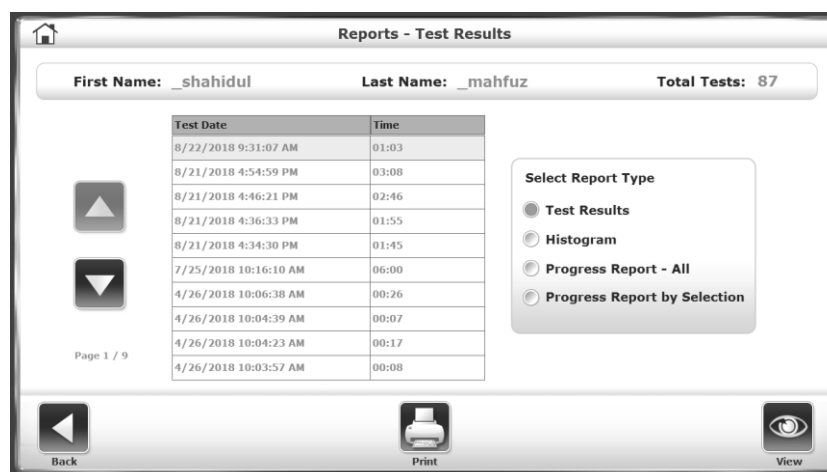 Reports - Test Results
First Name: _shahidul Last Name: _mahfuz Total Tests: 87
Test Date Time
8/22/2018 9:31:07 AM 01:03
8/21/2018 4:54:59 PM 03:08
8/21/2018 4:46:21 PM 02:46
8/21/2018 4:36:33 PM 01:55
8/21/2018 4:34:30 PM 01:45
7/25/2018 10:16:10 AM 06:00
4/26/2018 10:06:38 AM 00:26
4/26/2018 10:04:39 AM 00:07
4/26/2018 10:04:23 AM 00:17
4/26/2018 10:03:57 AM 00:08
Page 1 / 9
Select Report Type
Test Results
Histogram
Progress Report - All
Progress Report by Selection
Back Print View